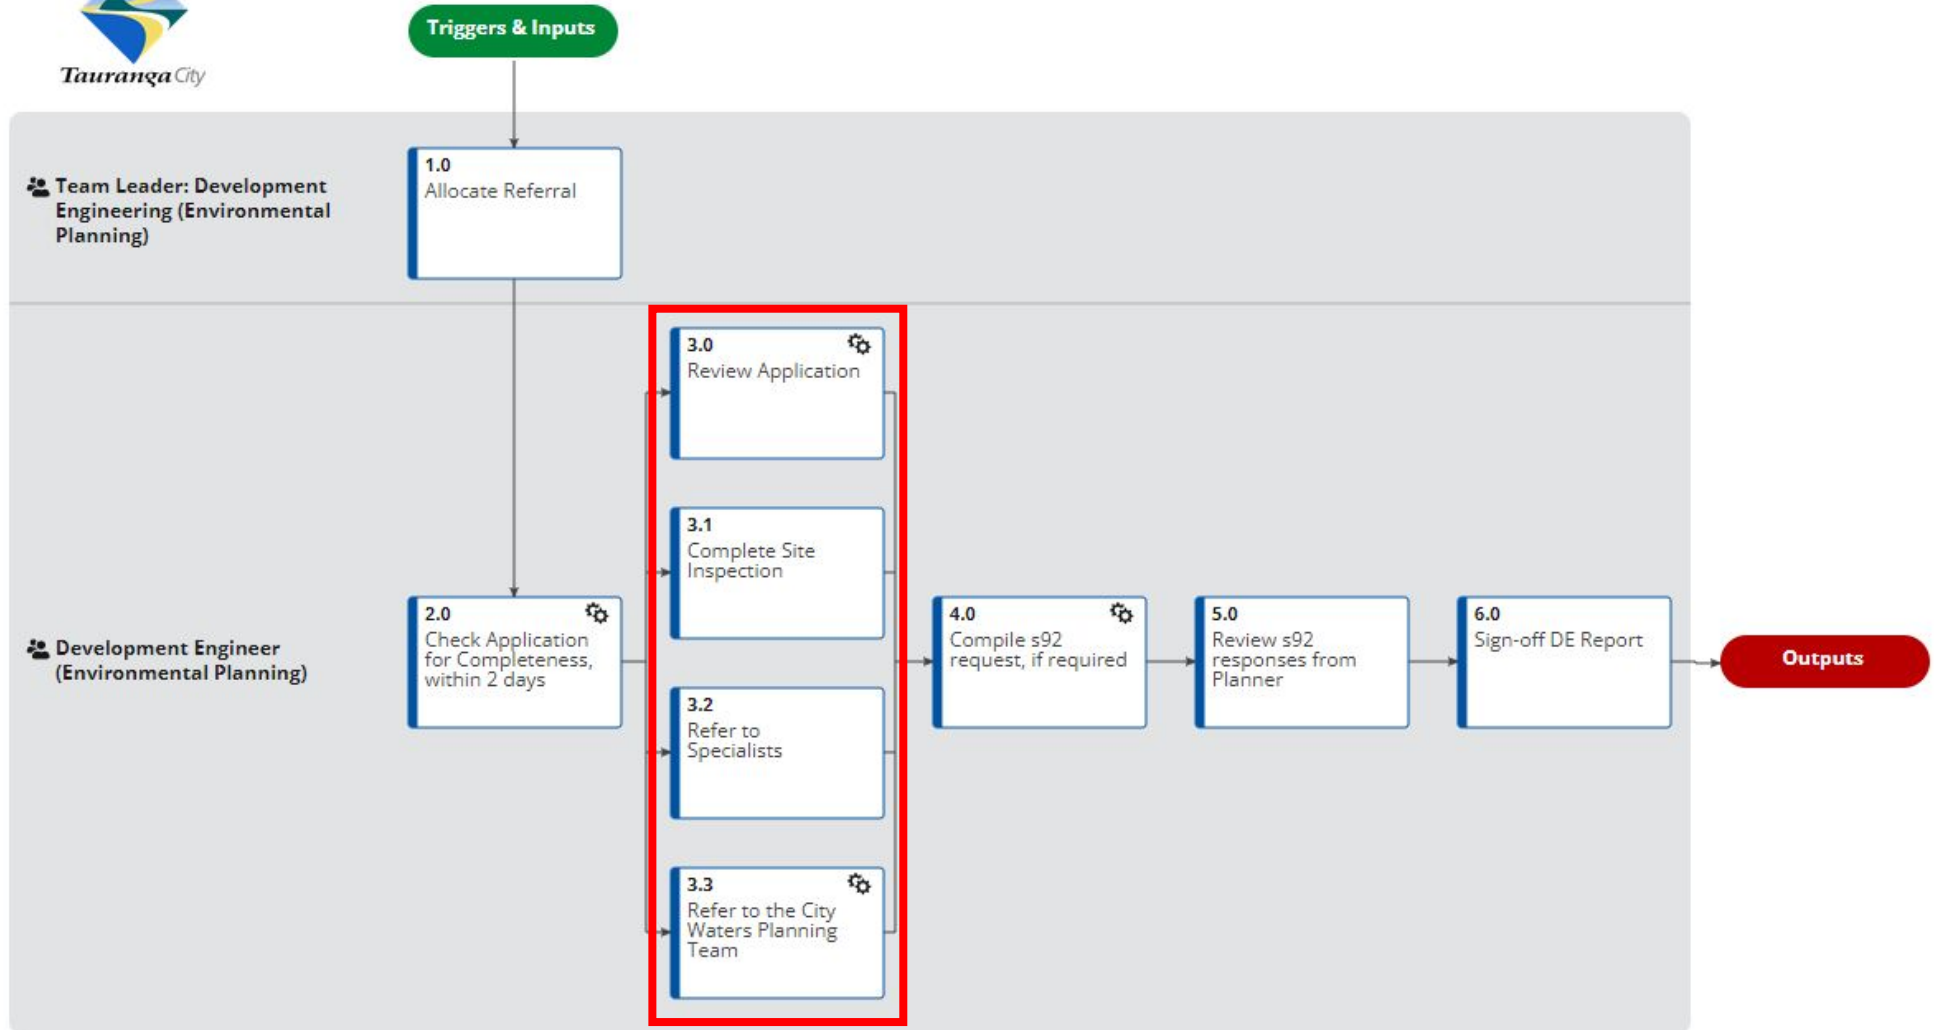 Tauranga City
Triggers & Inputs
Team Leader: Development
Engineering (Environmental
Planning)
1.0
Allocate Referral
Development Engineer
(Environmental Planning)
2.0
Check Application
for Completeness,
within 2 days
3.0
Review Application
3.1
Complete Site
Inspection
3.2
Refer to
Specialists
3.3
Refer to the City
Waters Planning
Team
4.0
Compile s92
request, if required
5.0
Review s92
responses from
Planner
6.0
Sign-off DE Report
Outputs